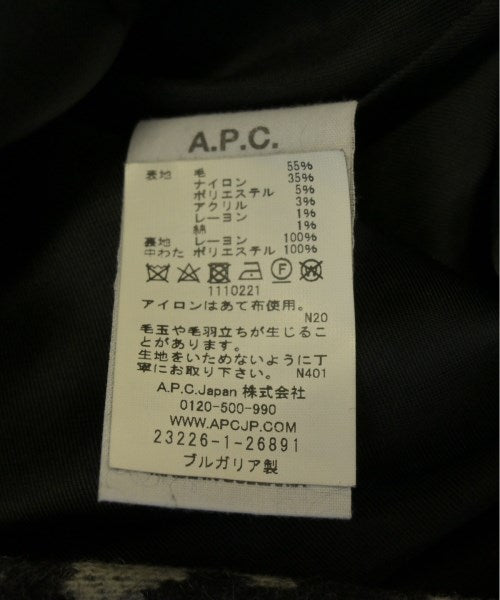 A.P.C.
表地 毛 55%
ナイロン 35%
ポリエステル 5%
アクリル 3%
レーヨン 1%
綿 1%
裏地 レーヨン 100%
中わた ポリエステル 100%
1110221
アイロンはあて布使用。
N20
毛玉や毛羽立ちが生じるこ
とがあります。
生地をいためないように丁
寧にお取り下さい。 N401
A.P.C.Japan 株式会社
0120-500-990
WWW.APCJP.COM
23226-1-26891
ブルガリア製